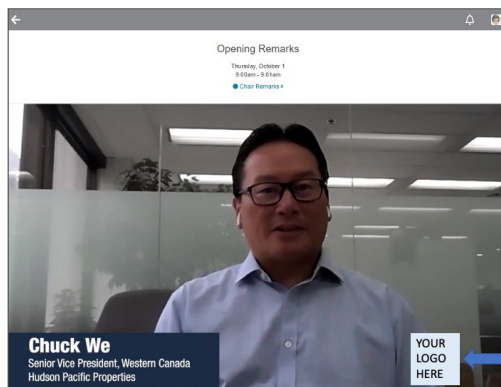 Opening Remarks
Thursday, October 1
9:00am - 9:01am
Chair Remarks >
Chuck We
Senior Vice President, Western Canada
Hudson Pacific Properties
YOUR
LOGO
HERE